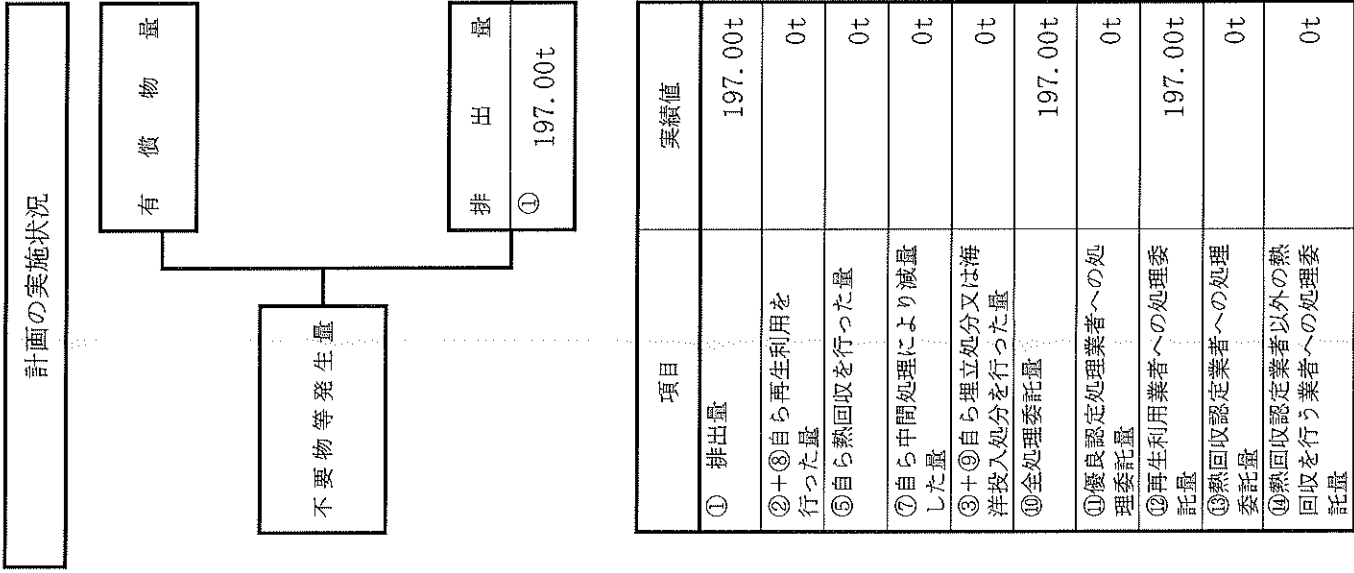 計画の実施状況
有償物量
不要物等発生量
排出量
① 197.00t
項目 実績値
① 排出量 197.00t
②+⑧自ら再生利用を
行った量 0t
⑤自ら熱回収を行った量 0t
⑦自ら中間処理により減量
した量 0t
③+⑨自ら埋立処分又は海
洋投入処分を行った量 0t
⑩全処理委託量 197.00t
⑪優良認定処理業者への処
理委託量 0t
⑫再生利用業者への処理委
託量 197.00t
⑬熱回収認定業者への処理
委託量 0t
⑭熱回収認定業者以外の熱
回収を行う業者への処理委
託量 0t